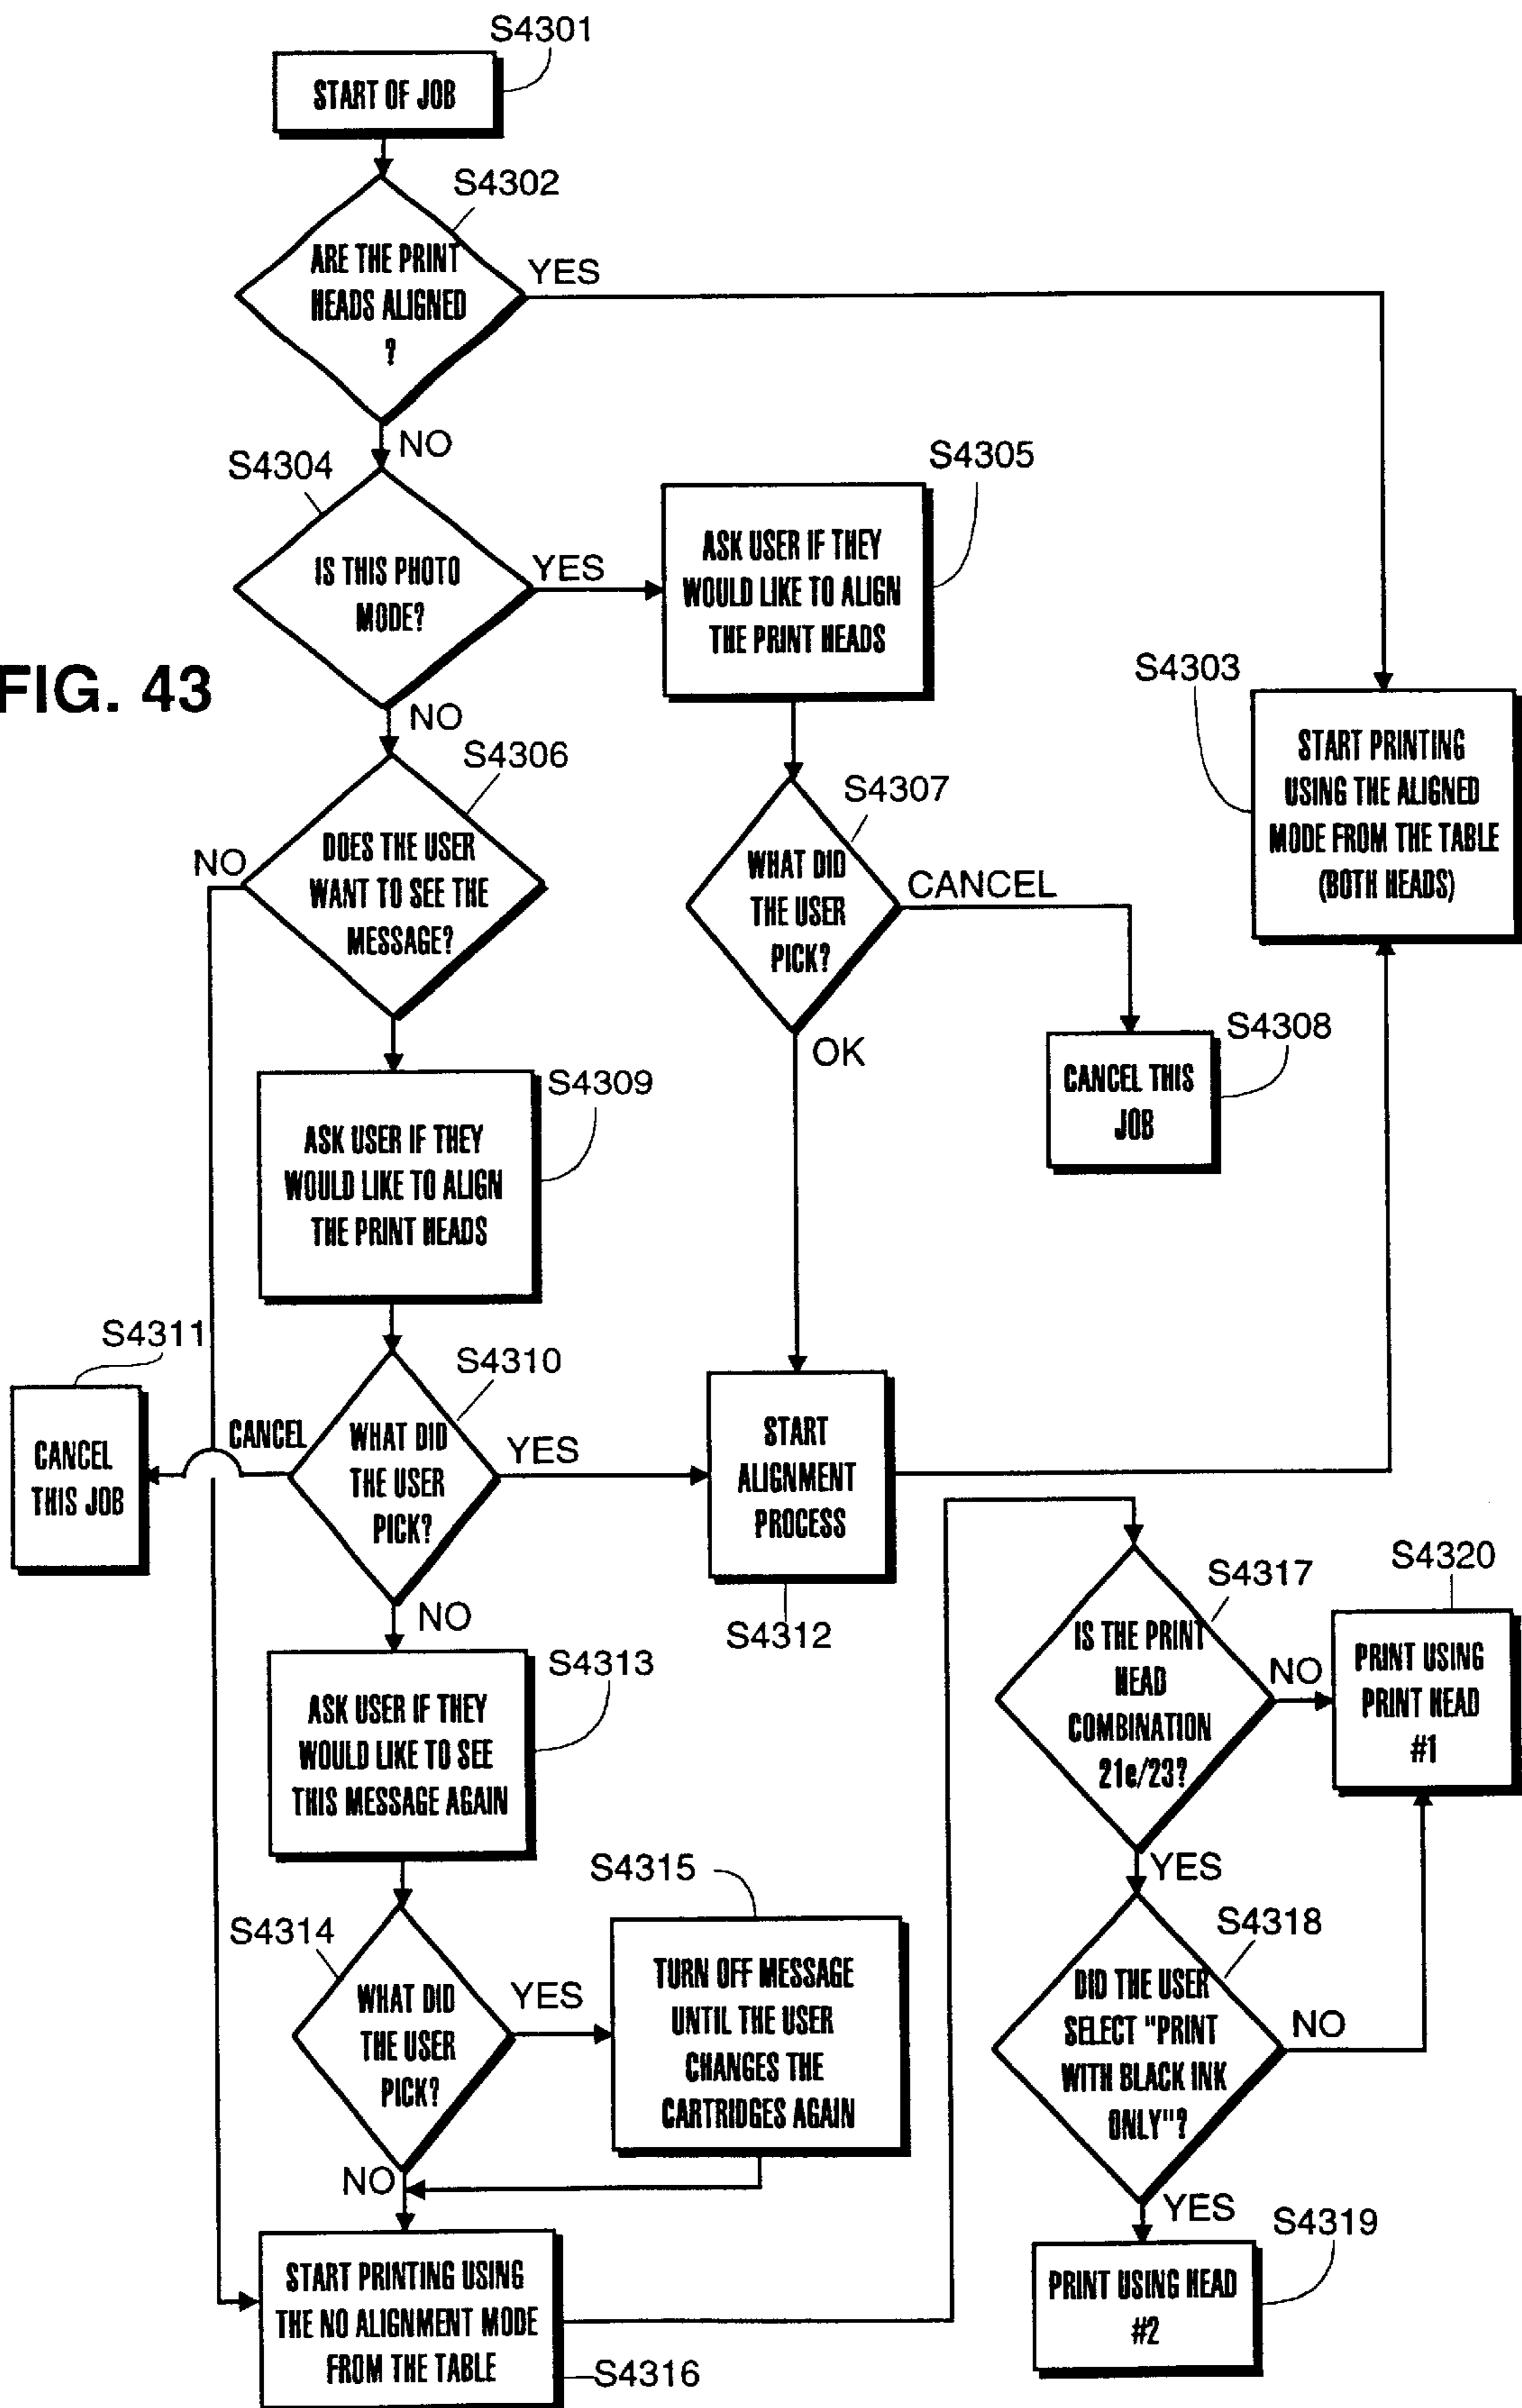 S4301
START OF JOB
S4302
ARE THE PRINT
HEADS ALIGNED
?
YES
NO
S4304
IS THIS PHOTO
MODE?
YES
S4305
ASK USER IF THEY
WOULD LIKE TO ALIGN
THE PRINT HEADS
FIG. 43
NO
S4303
START PRINTING
USING THE ALIGNED
MODE FROM THE TABLE
(BOTH HEADS)
S4306
DOES THE USER
WANT TO SEE THE
MESSAGE?
NO
S4307
WHAT DID
THE USER
PICK?
CANCEL
OK
S4308
CANCEL THIS
JOB
S4309
ASK USER IF THEY
WOULD LIKE TO ALIGN
THE PRINT HEADS
S4311
CANCEL
THIS JOB
CANCEL
S4310
WHAT DID
THE USER
PICK?
YES
START
ALIGNMENT
PROCESS
S4312
NO
S4313
ASK USER IF THEY
WOULD LIKE TO SEE
THIS MESSAGE AGAIN
S4314
WHAT DID
THE USER
PICK?
YES
S4315
TURN OFF MESSAGE
UNTIL THE USER
CHANGES THE
CARTRIDGES AGAIN
NO
START PRINTING USING
THE NO ALIGNMENT MODE
FROM THE TABLE
S4316
S4317
IS THE PRINT
HEAD
COMBINATION
21e/23?
NO
S4320
PRINT USING
PRINT HEAD
#1
YES
S4318
DID THE USER
SELECT "PRINT
WITH BLACK INK
ONLY"?
NO
YES
S4319
PRINT USING HEAD
#2